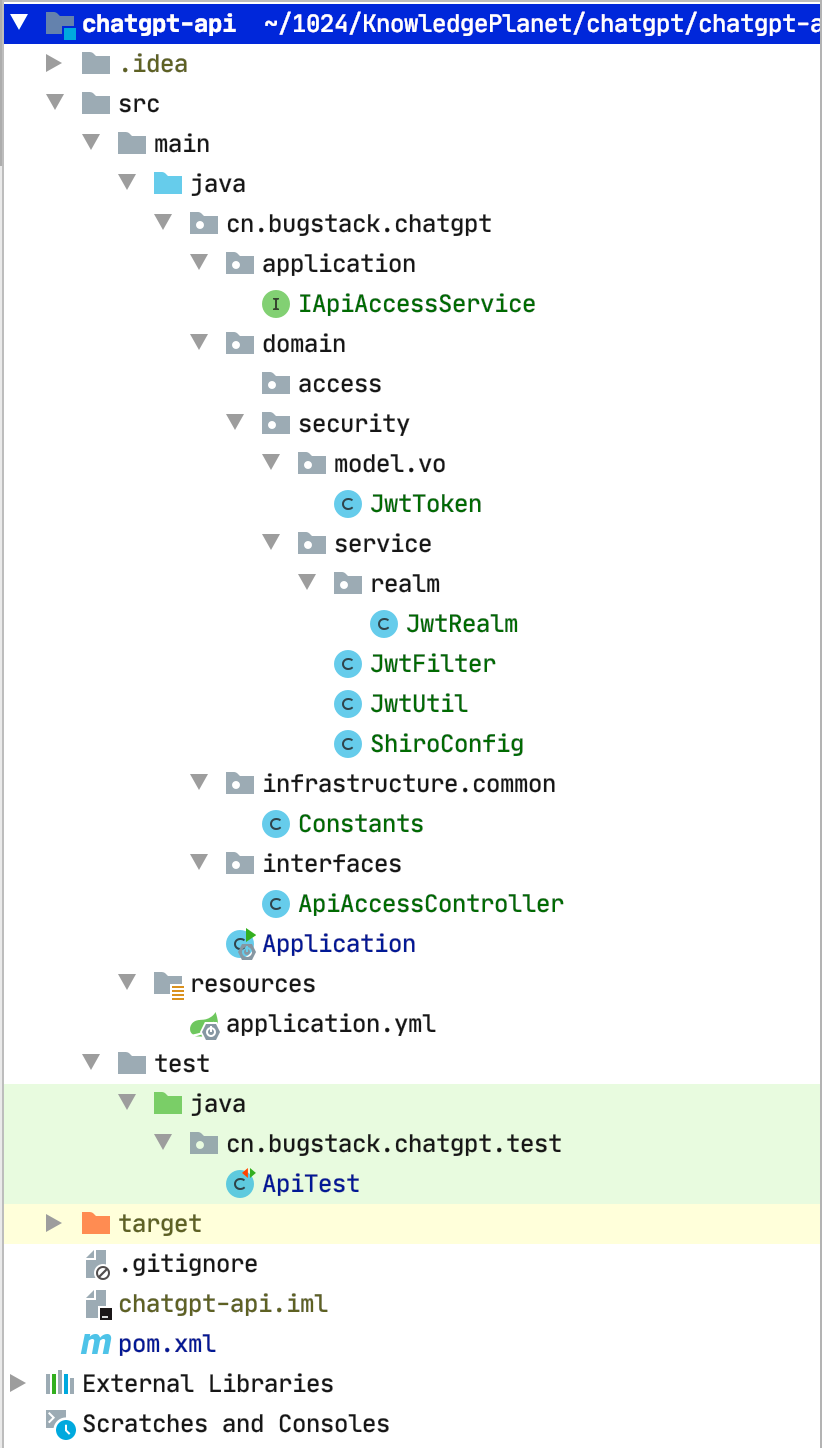 chatgpt-api ~/1024/KnowledgePlanet/chatgpt/chatgpt-a
.idea
src
main
java
cn.bugstack.chatgpt
application
I IApiAccessService
domain
access
security
model.vo
C JwtToken
service
realm
C JwtRealm
C JwtFilter
C JwtUtil
C ShiroConfig
infrastructure.common
C Constants
interfaces
C ApiAccessController
C Application
resources
application.yml
test
java
cn.bugstack.chatgpt.test
C ApiTest
target
.gitignore
chatgpt-api.iml
m pom.xml
External Libraries
Scratches and Consoles